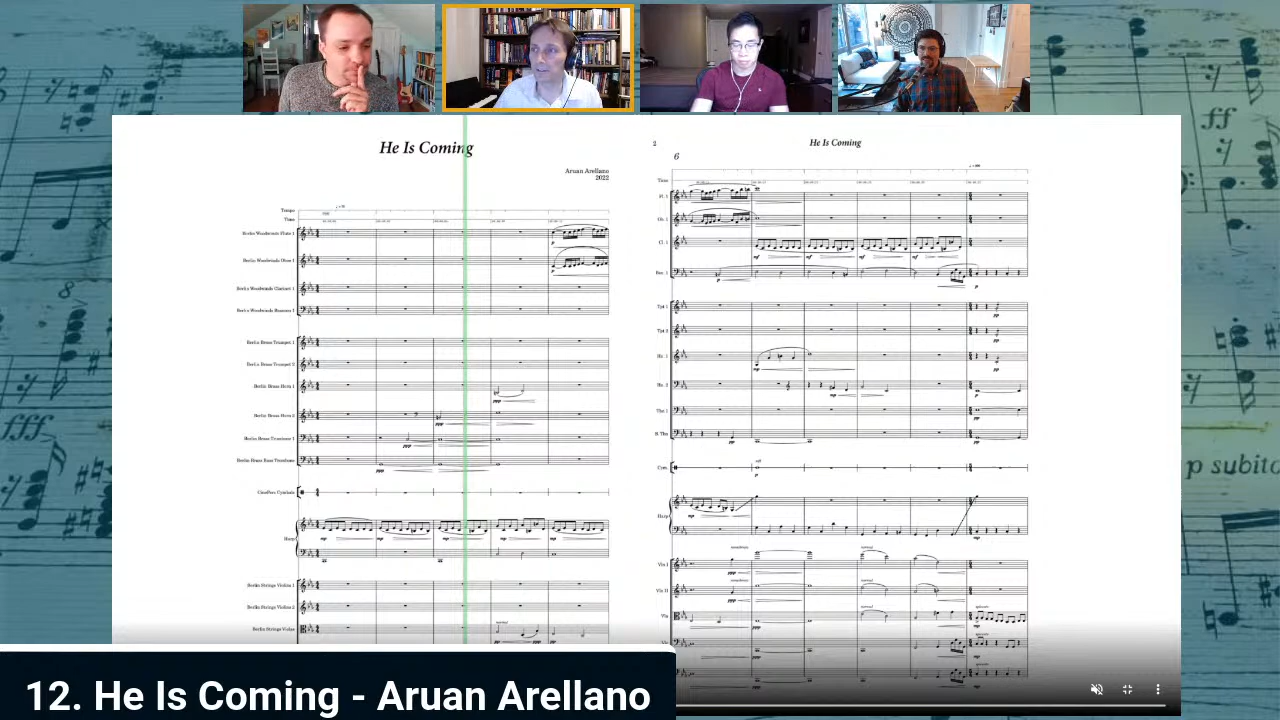 He Is Coming
Aruan Arellano
2022
Tempo
Time
Berlin Woodwinds Flute 1
Berlin Woodwinds Oboe 1
Berlin Woodwinds Clarinet 1
Berlin Woodwinds Bassoon 1
Berlin Brass Trumpet 1
Berlin Brass Trumpet 2
Berlin Brass Horn 1
Berlin Brass Horn 2
Berlin Brass Trombone 1
Berlin Brass Bass Trombone
CinePerc Cymbals
Harp
Berlin Strings Violins 1
Berlin Strings Violins 2
Berlin Strings Violas
2
He Is Coming
6
Time
Fl. 1
Ob. 1
Cl. 1
Bsn. 1
Tpt 1
Tpt 2
Hn. 1
Hn. 2
Tbn 1
B Tbn
Cym.
Harp
Vln I
Vln II
Vla
ff
8
fff
p subito
12. He Is Coming - Aruan Arellano